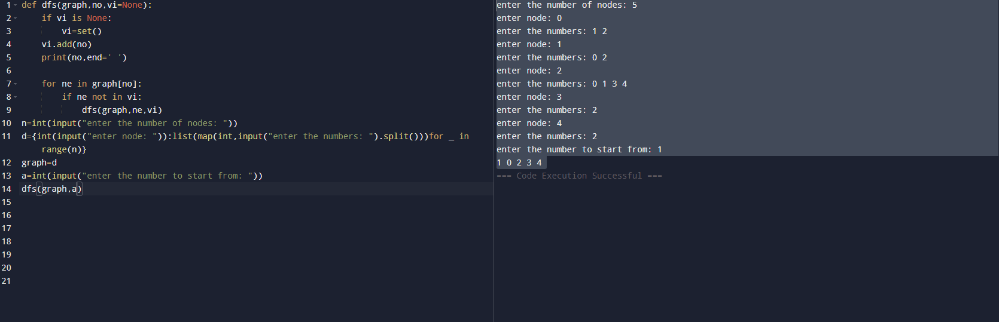 1 def dfs(graph,no,vi=None):
2     if vi is None:
3         vi=set()
4     vi.add(no)
5     print(no,end=' ')
6
7     for ne in graph[no]:
8         if ne not in vi:
9             dfs(graph,ne,vi)
10 n=int(input("enter the number of nodes: "))
11 d={int(input("enter node: ")):list(map(int,input("enter the numbers: ").split()))for _ in
    range(n)}
12 graph=d
13 a=int(input("enter the number to start from: "))
14 dfs(graph,a)
15
16
17
18
19
20
21
enter the number of nodes: 5
enter node: 0
enter the numbers: 1 2
enter node: 1
enter the numbers: 0 2
enter node: 2
enter the numbers: 0 1 3 4
enter node: 3
enter the numbers: 2
enter node: 4
enter the numbers: 2
enter the number to start from: 1
1 0 2 3 4
=== Code Execution Successful ===